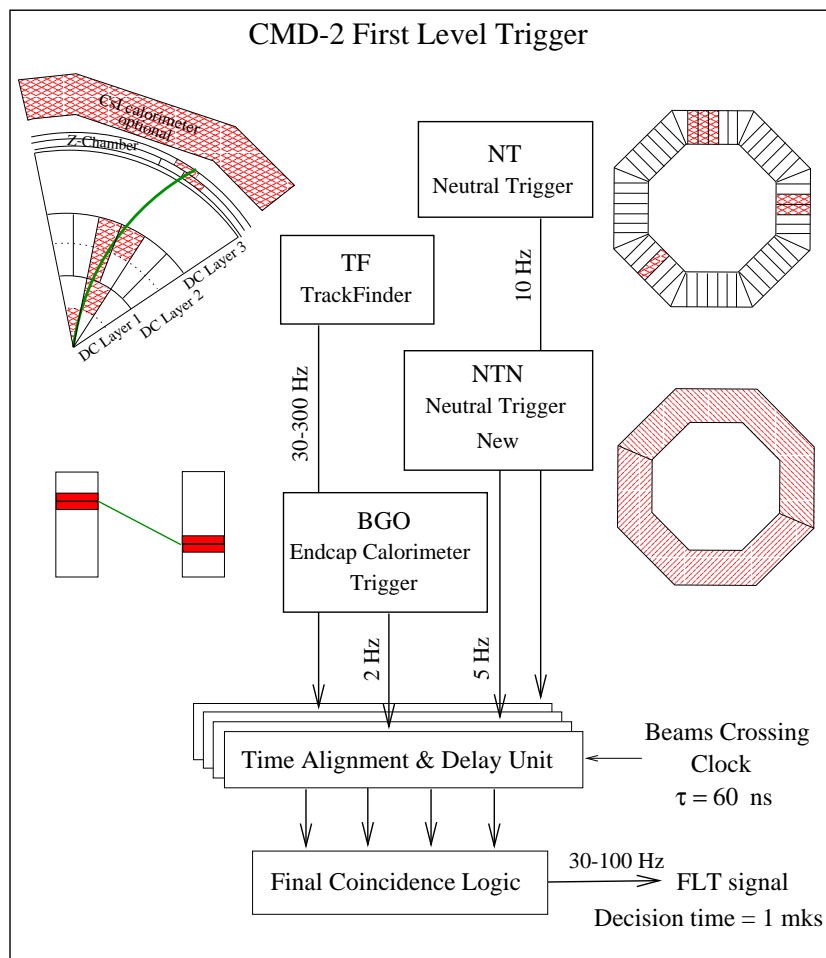 CMD-2 First Level Trigger
CsI calorimeter
optional
Z-Chamber
DC Layer 1
DC Layer 2
DC Layer 3
NT
Neutral Trigger
10 Hz
TF
TrackFinder
30-300 Hz
NTN
Neutral Trigger
New
BGO
Endcap Calorimeter
Trigger
2 Hz
5 Hz
Time Alignment & Delay Unit
Beams Crossing
Clock
τ = 60 ns
Final Coincidence Logic
30-100 Hz
FLT signal
Decision time = 1 mks